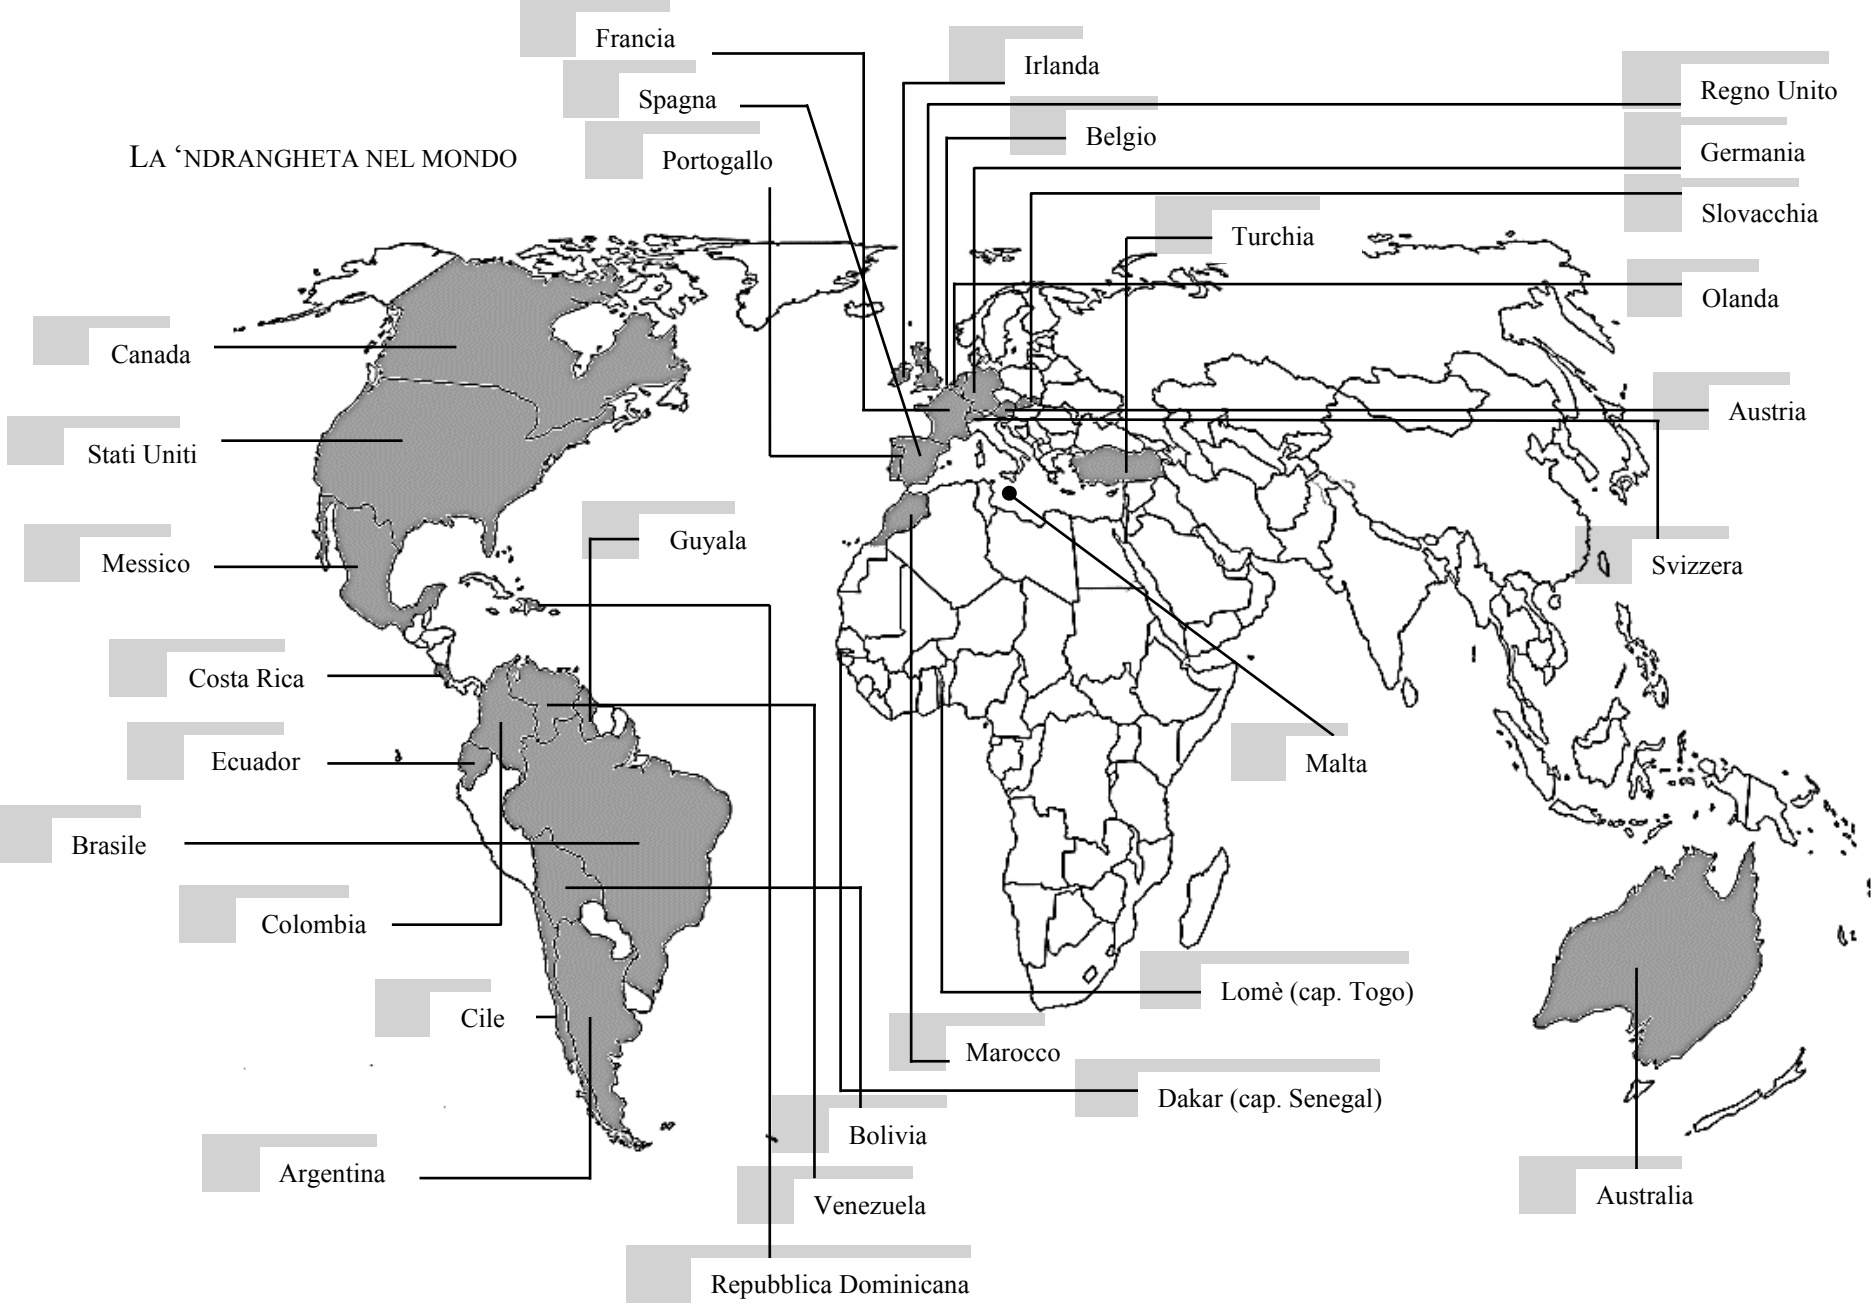 Francia
Irlanda
Spagna
Regno Unito
Belgio
Germania
LA ‘NDRANGHETA NEL MONDO
Portogallo
Slovacchia
Turchia
Olanda
Canada
Austria
Stati Uniti
Guyala
Messico
Svizzera
Costa Rica
Ecuador
Malta
Brasile
Colombia
Lomè (cap. Togo)
Cile
Marocco
Dakar (cap. Senegal)
Bolivia
Argentina
Australia
Venezuela
Repubblica Dominicana